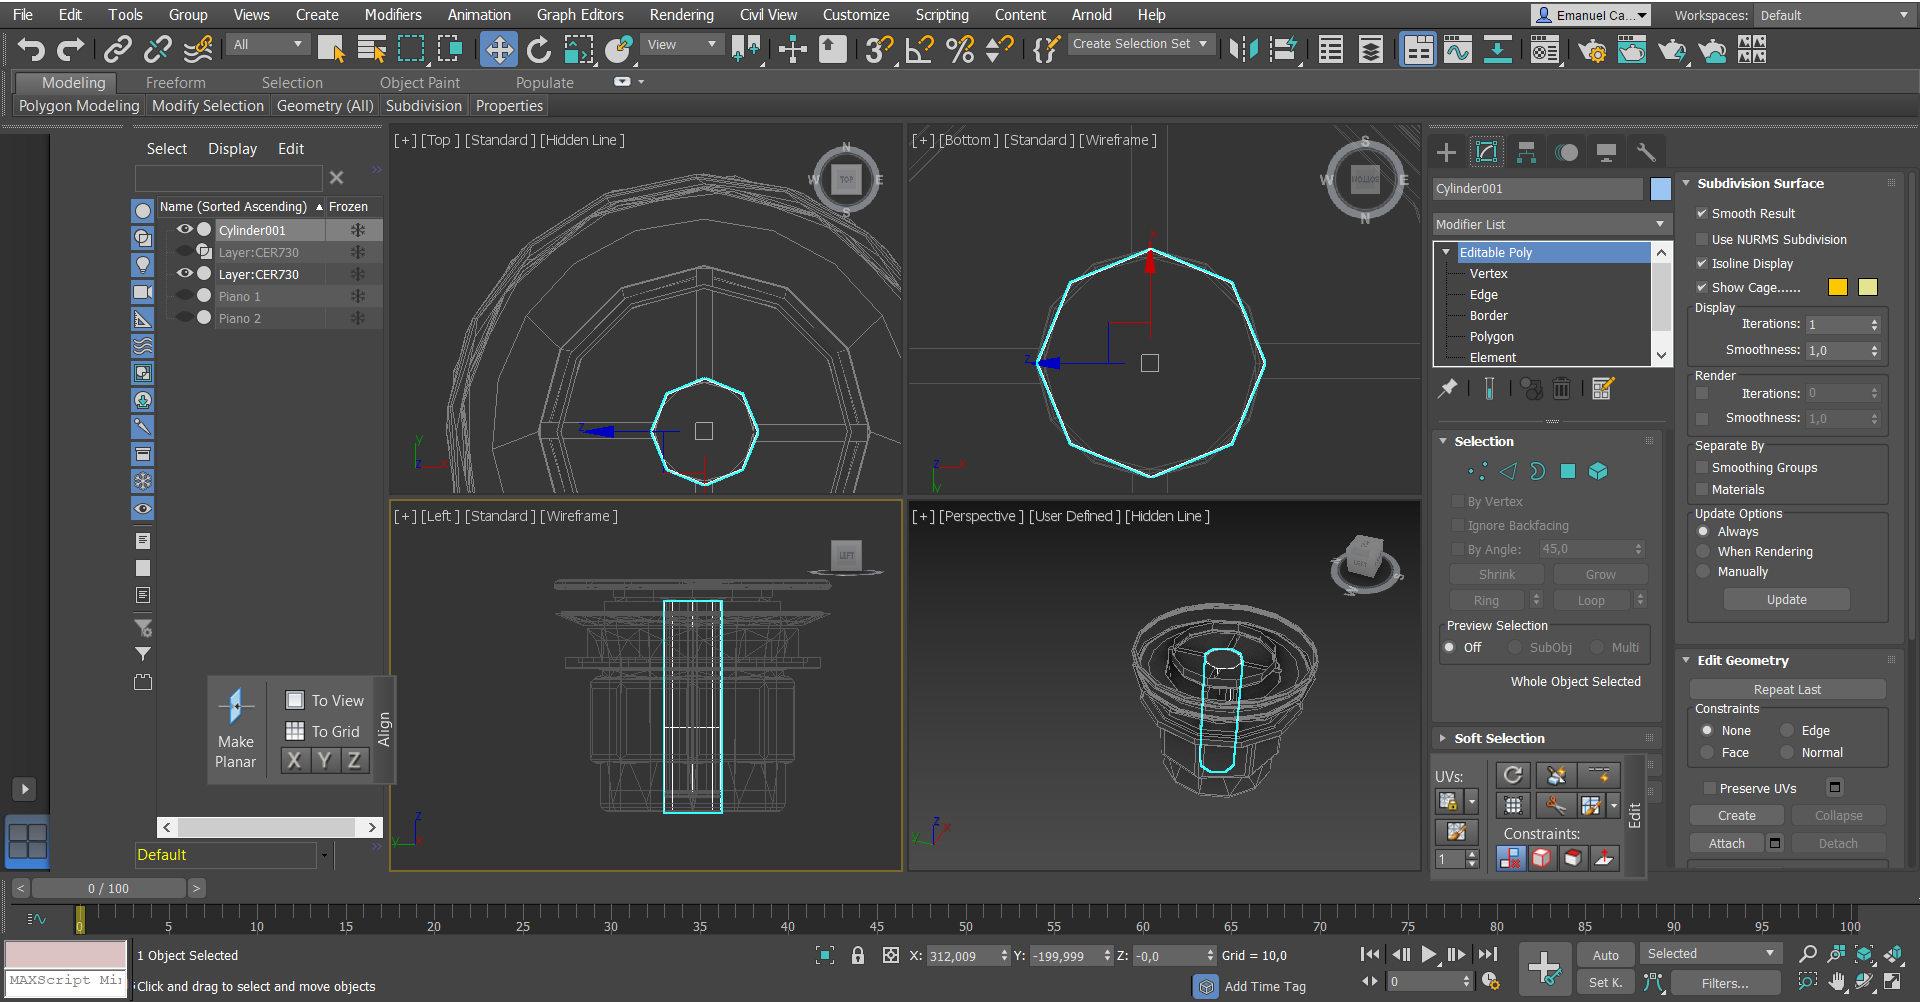 File Edit Tools Group Views Create Modifiers Animation Graph Editors Rendering Civil View Customize Scripting Content Arnold Help
Emanuel Ca... Workspaces: Default
All View Create Selection Set
Modeling Freeform Selection Object Paint Populate
Polygon Modeling Modify Selection Geometry (All) Subdivision Properties
Select Display Edit
Name (Sorted Ascending) Frozen
Cylinder001
Layer:CER730
Layer:CER730
Piano 1
Piano 2
Make Planar
To View
To Grid
X Y Z
Align
Default
[+] [Top ] [Standard ] [Hidden Line ]
N
W TOP E
S
z
y
z x
[+] [Bottom ] [Standard ] [Wireframe ]
S
W BOTTOM E
N
x
z
z x
y
[+] [Left ] [Standard ] [Wireframe ]
LEFT
z
y x
[+] [Perspective ] [User Defined ] [Hidden Line ]
LEFT
z
y x
Cylinder001
Modifier List
Editable Poly
Vertex
Edge
Border
Polygon
Element
Selection
By Vertex
Ignore Backfacing
By Angle: 45,0
Shrink Grow
Ring Loop
Preview Selection
Off SubObj Multi
Whole Object Selected
Soft Selection
UVs:
Constraints:
1
Edit
Subdivision Surface
Smooth Result
Use NURMS Subdivision
Isoline Display
Show Cage......
Display
Iterations: 1
Smoothness: 1,0
Render
Iterations: 0
Smoothness: 1,0
Separate By
Smoothing Groups
Materials
Update Options
Always
When Rendering
Manually
Update
Edit Geometry
Repeat Last
Constraints
None Edge
Face Normal
Preserve UVs
Create Collapse
Attach Detach
< 0 / 100 >
0 5 10 15 20 25 30 35 40 45 50 55 60 65 70 75 80 85 90 95 100
1 Object Selected
X: 312,009 Y: -199,999 Z: -0,0 Grid = 10,0
Auto Selected
MAXScript Mi
Click and drag to select and move objects
Add Time Tag
0
Set K. Filters...